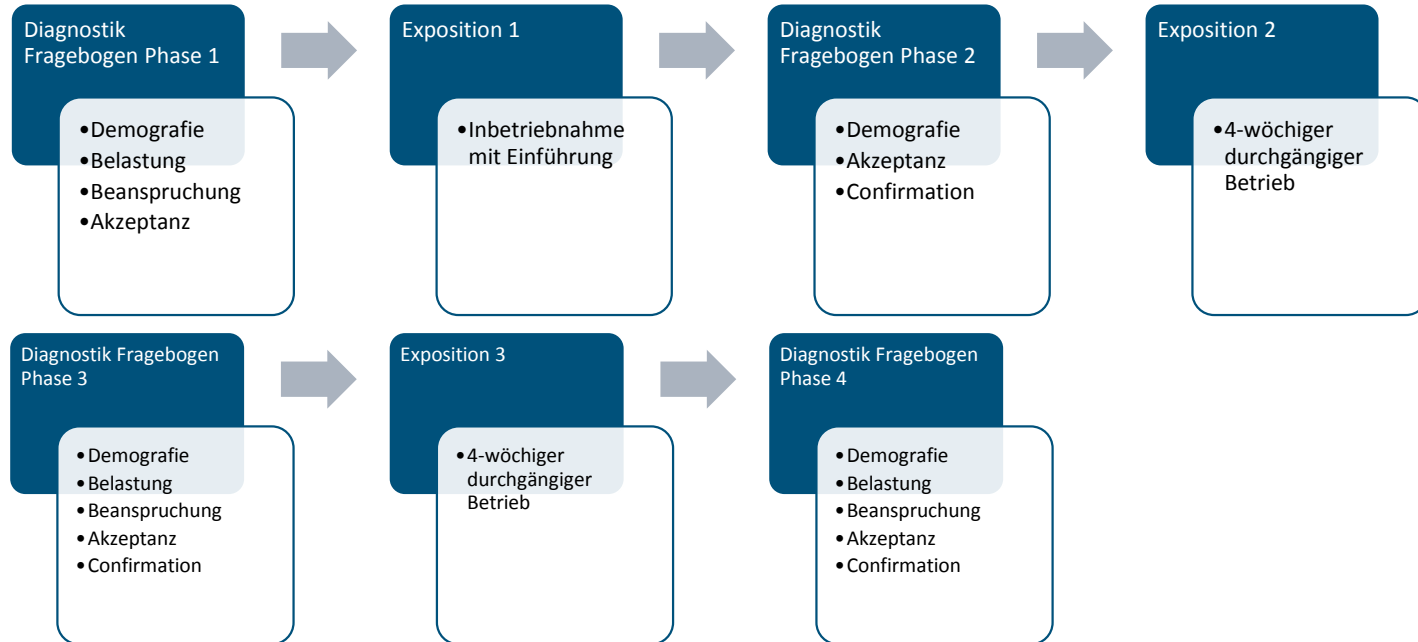 Diagnostik
Fragebogen Phase 1
•Demografie
•Belastung
•Beanspruchung
•Akzeptanz
Exposition 1
•Inbetriebnahme
mit Einführung
Diagnostik
Fragebogen Phase 2
•Demografie
•Akzeptanz
•Confirmation
Exposition 2
•4-wöchiger
durchgängiger
Betrieb
Diagnostik Fragebogen
Phase 3
•Demografie
•Belastung
•Beanspruchung
•Akzeptanz
•Confirmation
Exposition 3
•4-wöchiger
durchgängiger
Betrieb
Diagnostik Fragebogen
Phase 4
•Demografie
•Belastung
•Beanspruchung
•Akzeptanz
•Confirmation